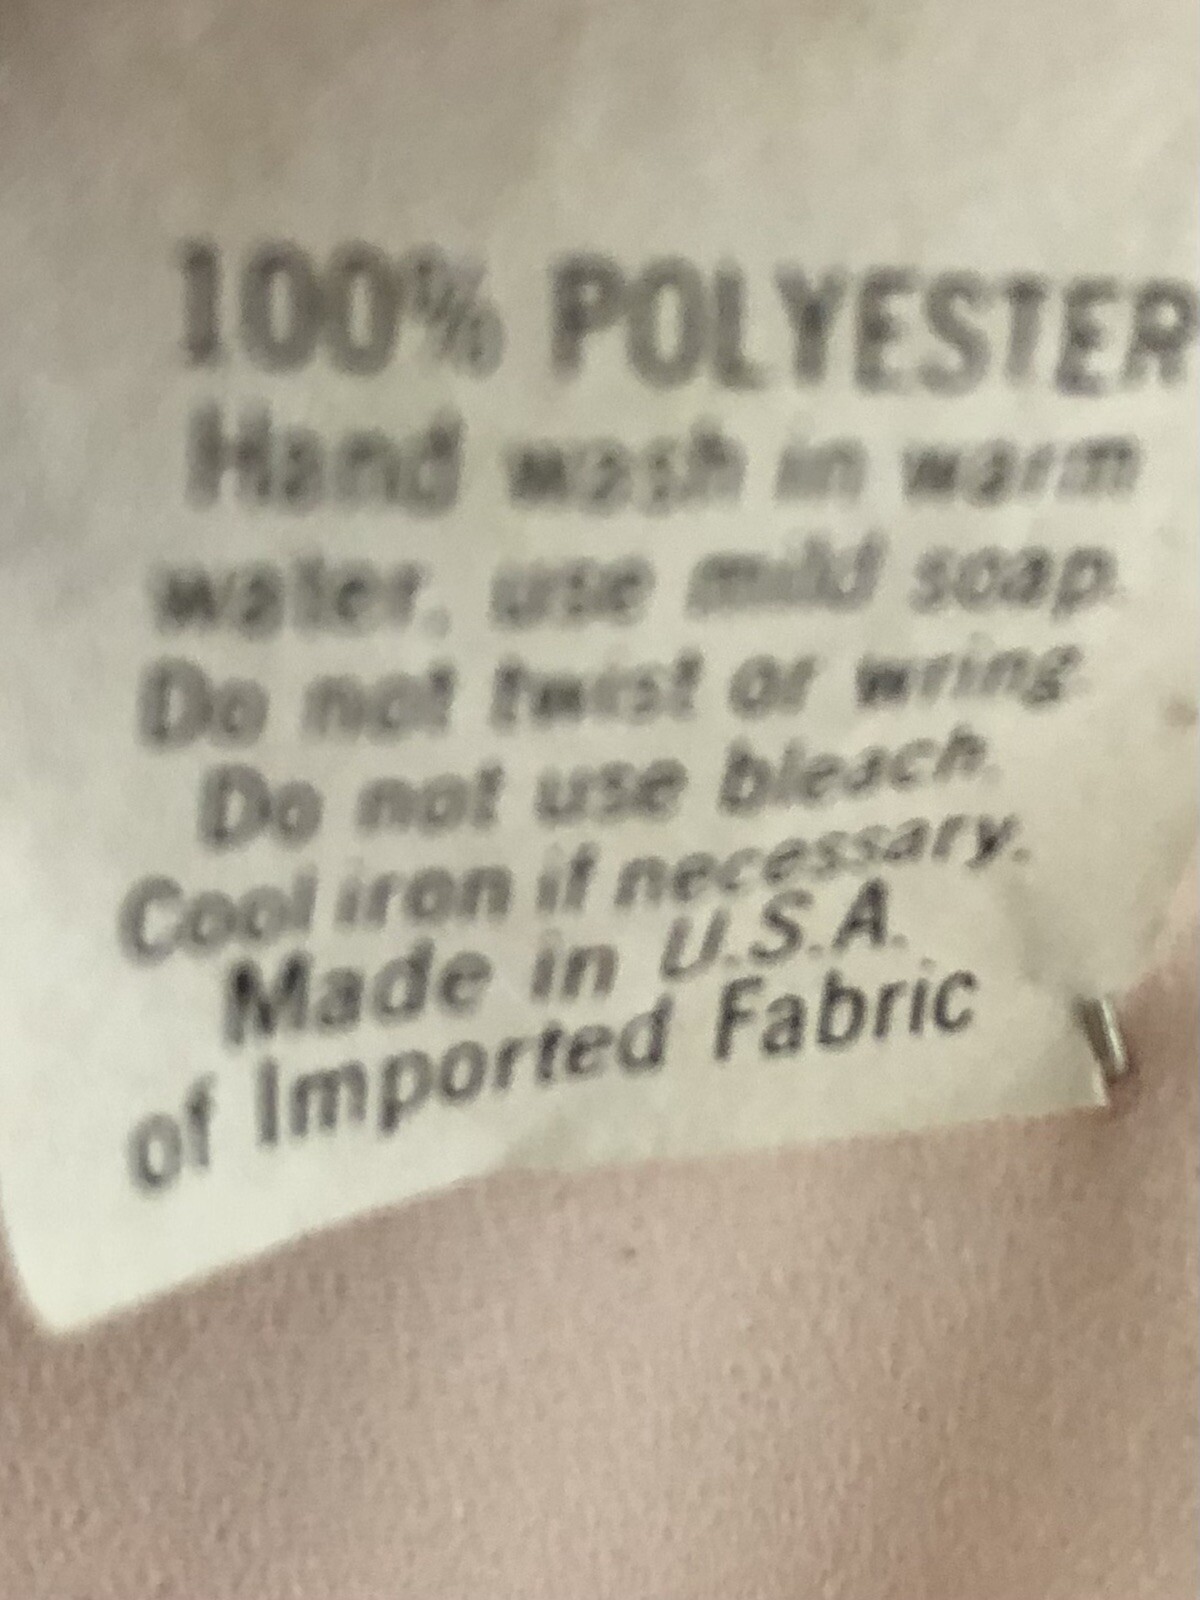 100% POLYESTER
Hand wash in warm
water, use mild soap.
Do not twist or wring.
Do not use bleach.
Cool iron if necessary.
Made in U.S.A.
of Imported Fabric